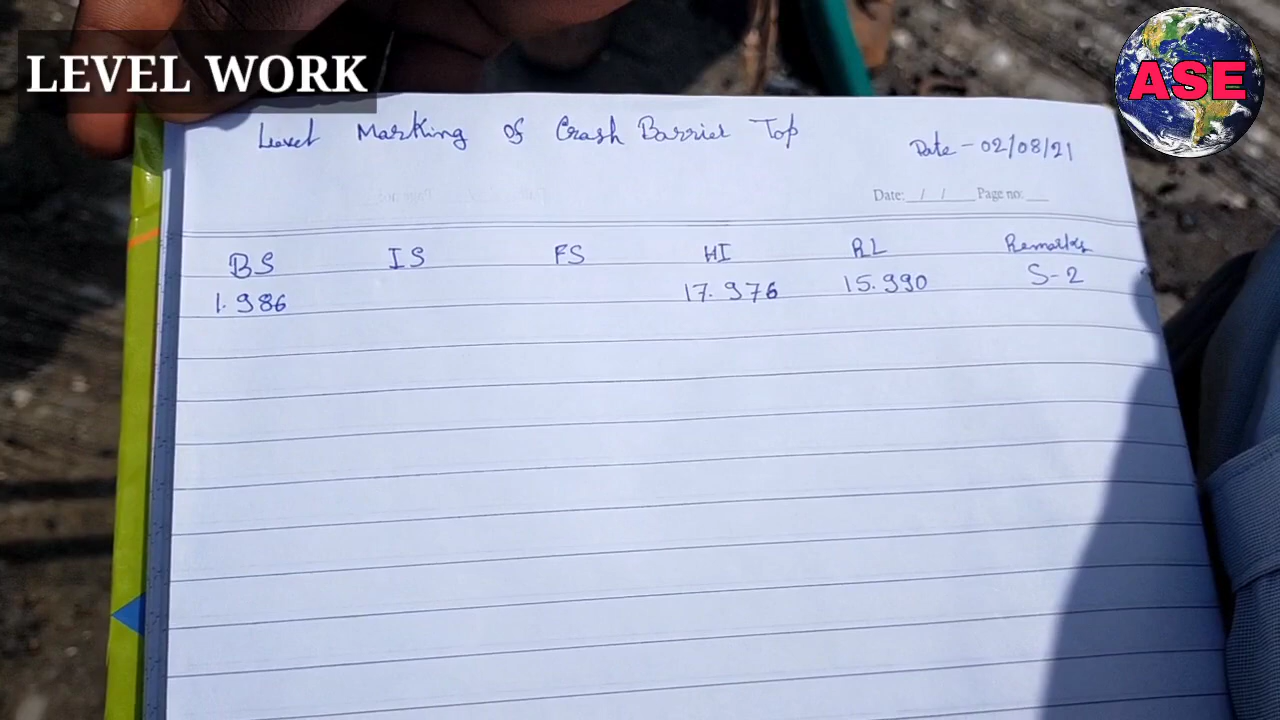 LEVEL WORK
ASE
Level Marking Of Crash Barrier Top
Date - 02/08/21
Date: / / Page no:
BS IS FS HI RL Remarks
1.986 17.976 15.990 S-2